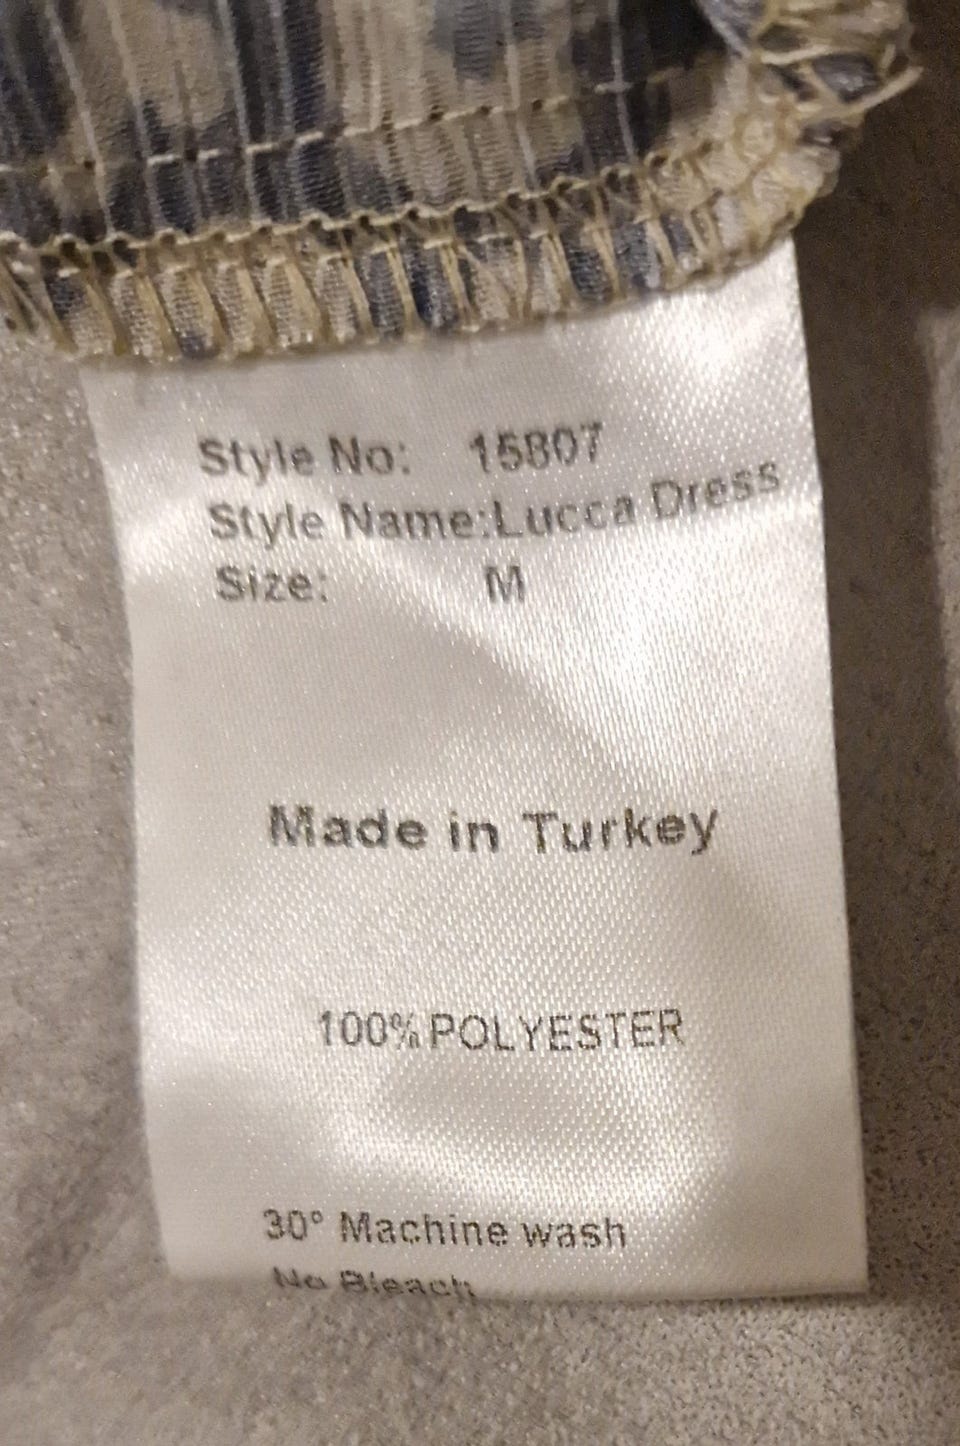 Style No: 15807
Style Name:Lucca Dress
Size: M
Made in Turkey
100% POLYESTER
30° Machine wash
No Bleach